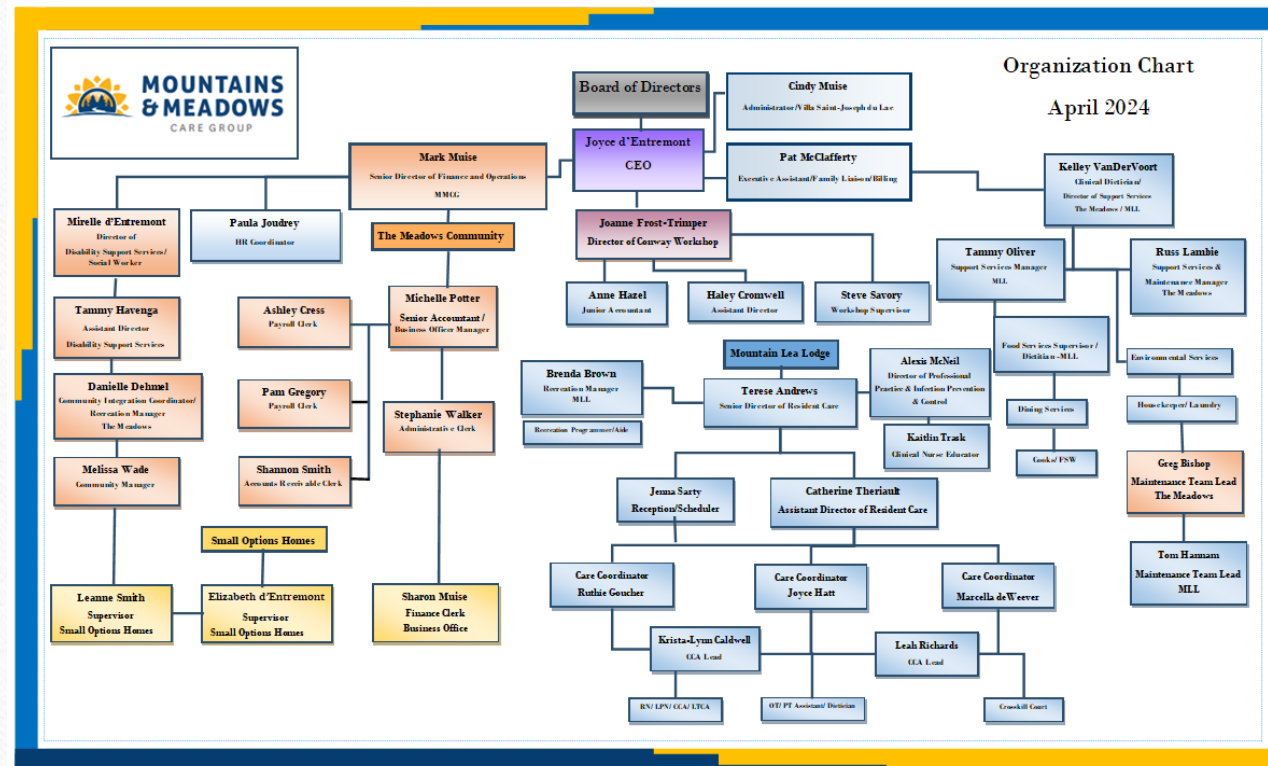 MOUNTAINS
& MEADOWS
CARE GROUP
Organization Chart
April 2024
Board of Directors
Cindy Muise
Administrator/Villa Saint-Joseph du Lac
Joyce d'Entremont
CEO
Pat McClafferty
Executive Assistant/Family Liaison/Billing
Mark Muise
Senior Director of Finance and Operations
MMCG
Kelley VanDerVoort
Clinical Dietician/
Director of Support Services
The Meadows / MLL
Mirelle d'Entremont
Director of
Disability Support Services/
Social Worker
Paula Joudrey
HR Coordinator
The Meadows Community
Joanne Frost-Trimper
Director of Conway Workshop
Tammy Oliver
Support Services Manager
MLL
Russ Lambie
Support Services &
Maintenance Manager
The Meadows
Tammy Havenga
Assistant Director
Disability Support Services
Ashley Cress
Payroll Clerk
Michelle Potter
Senior Accountant /
Business Officer Manager
Anne Hazel
Junior Accountant
Haley Cromwell
Assistant Director
Steve Savory
Workshop Supervisor
Food Services Supervisor /
Dietitian -MLL
Environmental Services
Mountain Lea Lodge
Danielle Dehmel
Community Integration Coordinator/
Recreation Manager
The Meadows
Pam Gregory
Payroll Clerk
Stephanie Walker
Administrative Clerk
Brenda Brown
Recreation Manager
MLL
Recreation Programmer/Aide
Terese Andrews
Senior Director of Resident Care
Alexis McNeil
Director of Professional
Practice & Infection Prevention
& Control
Kaitlin Trask
Clinical Nurse Educator
Dining Services
Housekeeper/ Laundry
Cooks/ FSW
Melissa Wade
Community Manager
Shannon Smith
Accounts Receivable Clerk
Jenna Sarty
Reception/Scheduler
Catherine Theriault
Assistant Director of Resident Care
Greg Bishop
Maintenance Team Lead
The Meadows
Small Options Homes
Tom Hannam
Maintenance Team Lead
MLL
Leanne Smith
Supervisor
Small Options Homes
Elizabeth d'Entremont
Supervisor
Small Options Homes
Sharon Muise
Finance Clerk
Business Office
Care Coordinator
Ruthie Goucher
Care Coordinator
Joyce Hatt
Care Coordinator
Marcella deWeever
Krista-Lynn Caldwell
CCA Lead
Leah Richards
CCA Lead
RN/ LPN/ CCA/ LTCA
OT/ PT Assistant/ Dietician
Crosskill Court